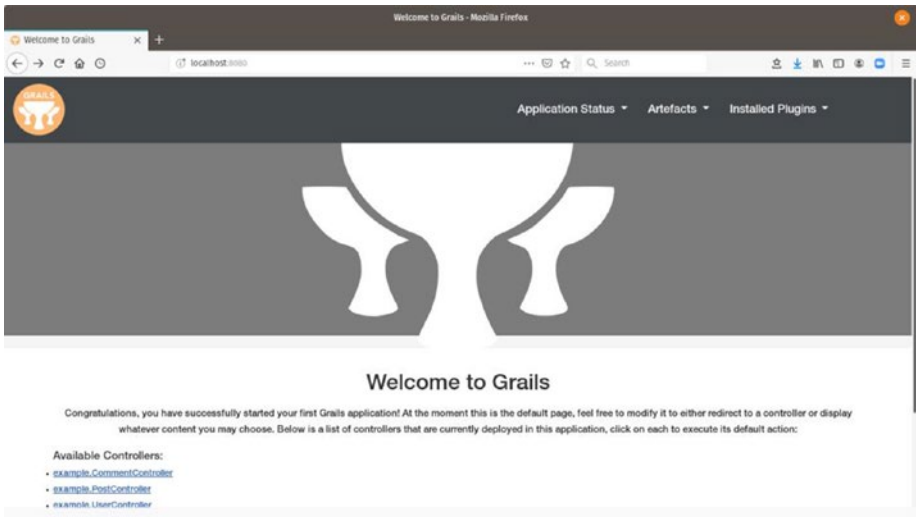 Welcome to Grails - Mozilla Firefox
Welcome to Grails
localhost:8080
Search
GRAILS
Application Status
Artefacts
Installed Plugins
Welcome to Grails
Congratulations, you have successfully started your first Grails application! At the moment this is the default page, feel free to modify it to either redirect to a controller or display
whatever content you may choose. Below is a list of controllers that are currently deployed in this application, click on each to execute its default action:
Available Controllers:
• example.CommentController
• example.PostController
• example.UserController